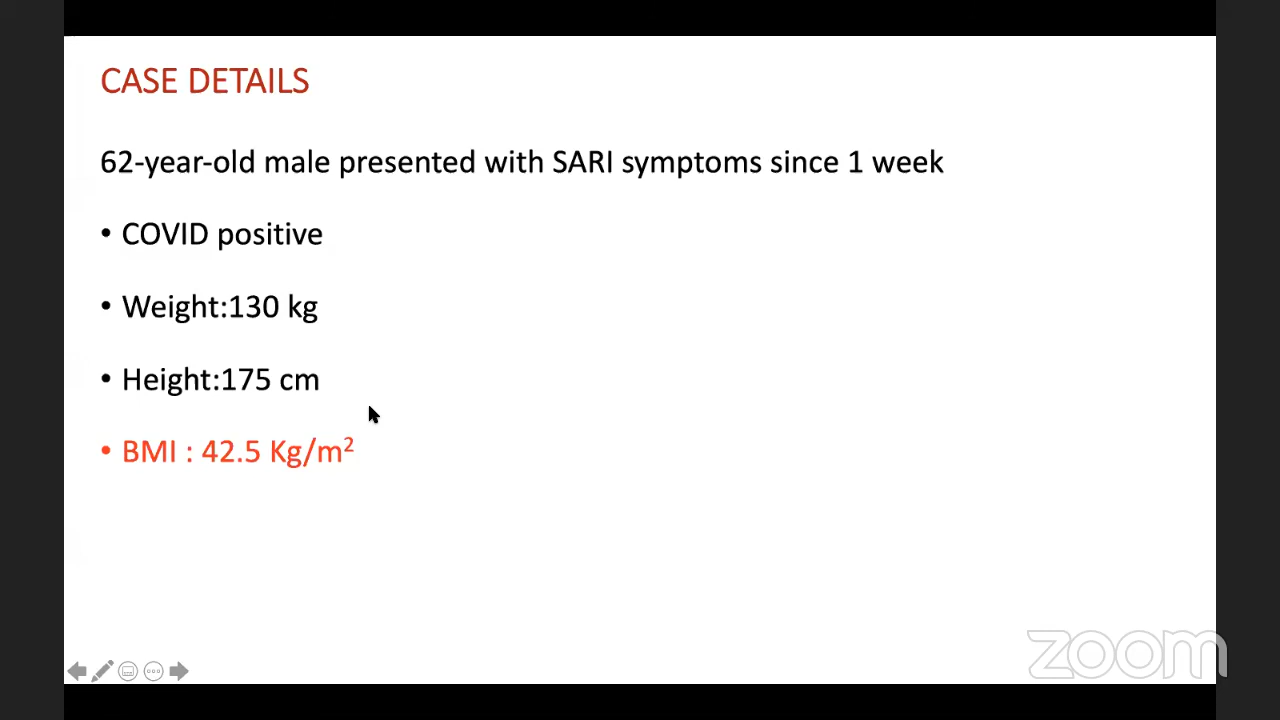 CASE DETAILS
62-year-old male presented with SARI symptoms since 1 week
• COVID positive
• Weight:130 kg
• Height:175 cm
• BMI : 42.5 Kg/m²
zoom